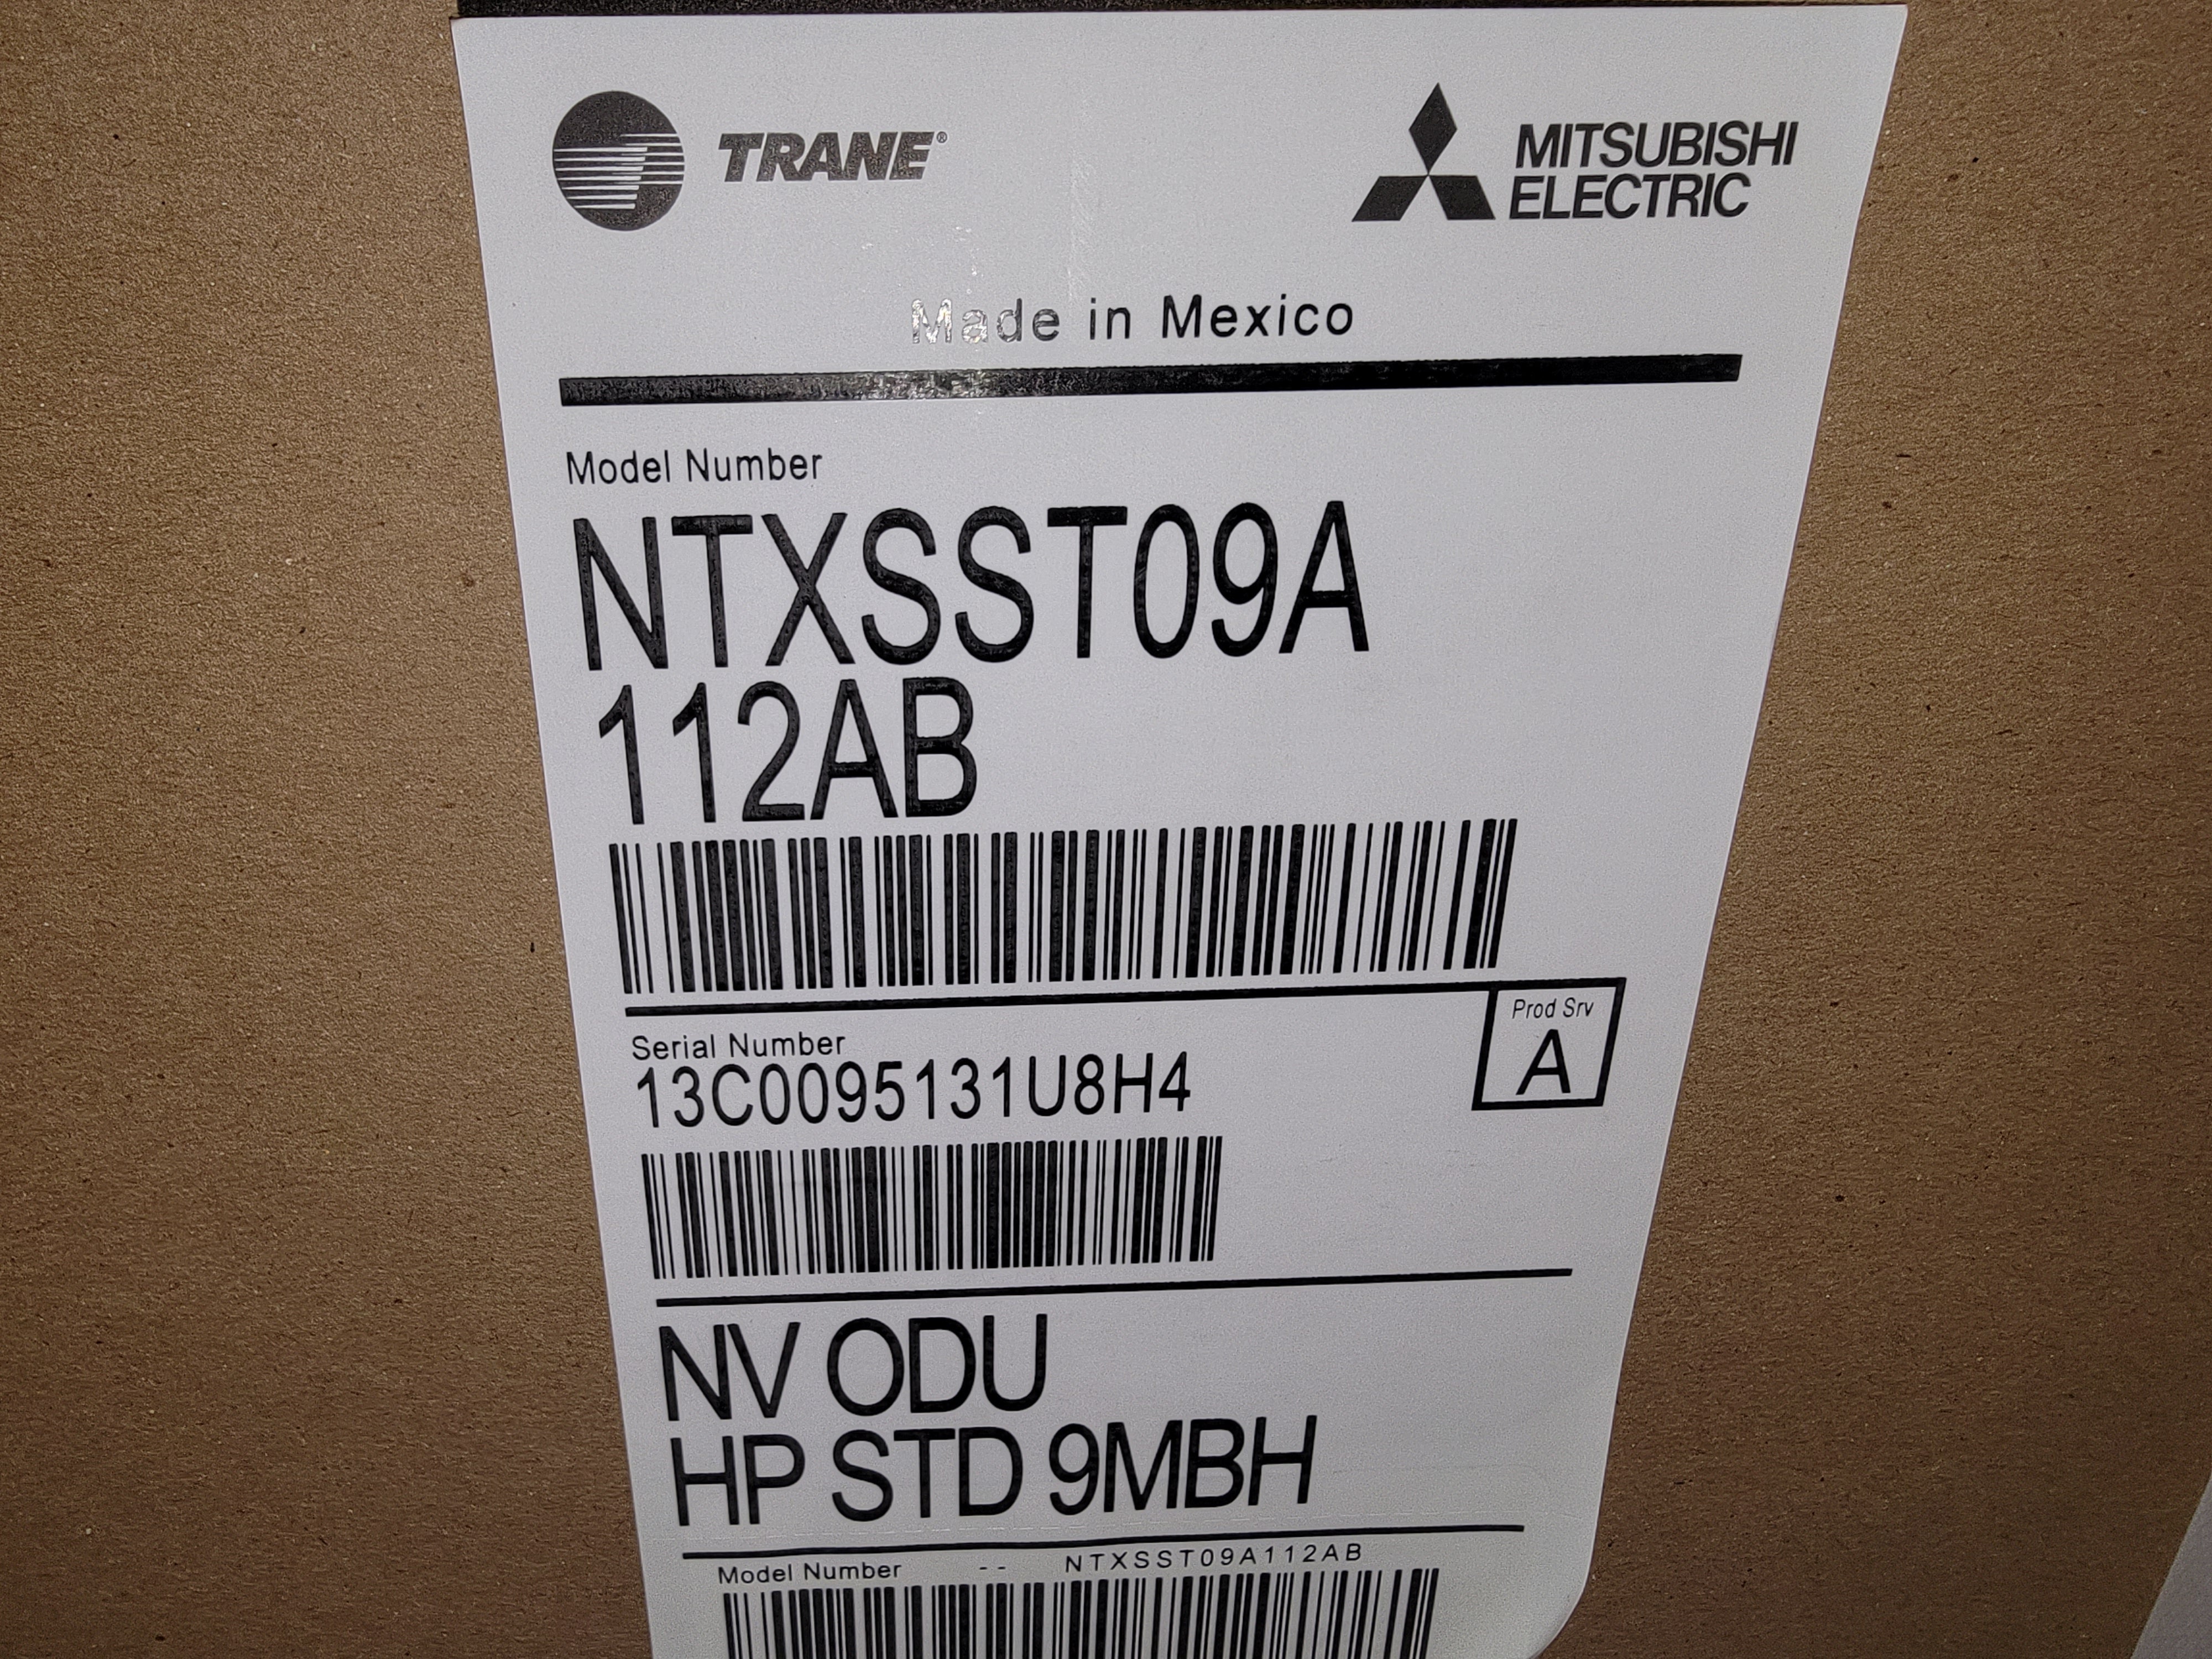 TRANE®
MITSUBISHI
ELECTRIC
Made in Mexico
Model Number
NTXSST09A
112AB
Prod Srv
A
Serial Number
13C0095131U8H4
NV ODU
HP STD 9MBH
Model Number -- NTXSST09A112AB